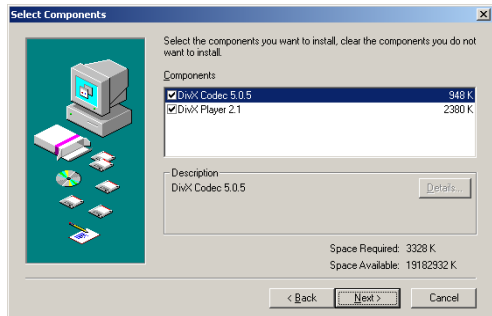 Select Components
Select the components you want to install, clear the components you do not
want to install.
Components
DivX Codec 5.0.5 948 K
DivX Player 2.1 2380 K
Description
DivX Codec 5.0.5
Details...
Space Required: 3328 K
Space Available: 19182932 K
< Back Next > Cancel